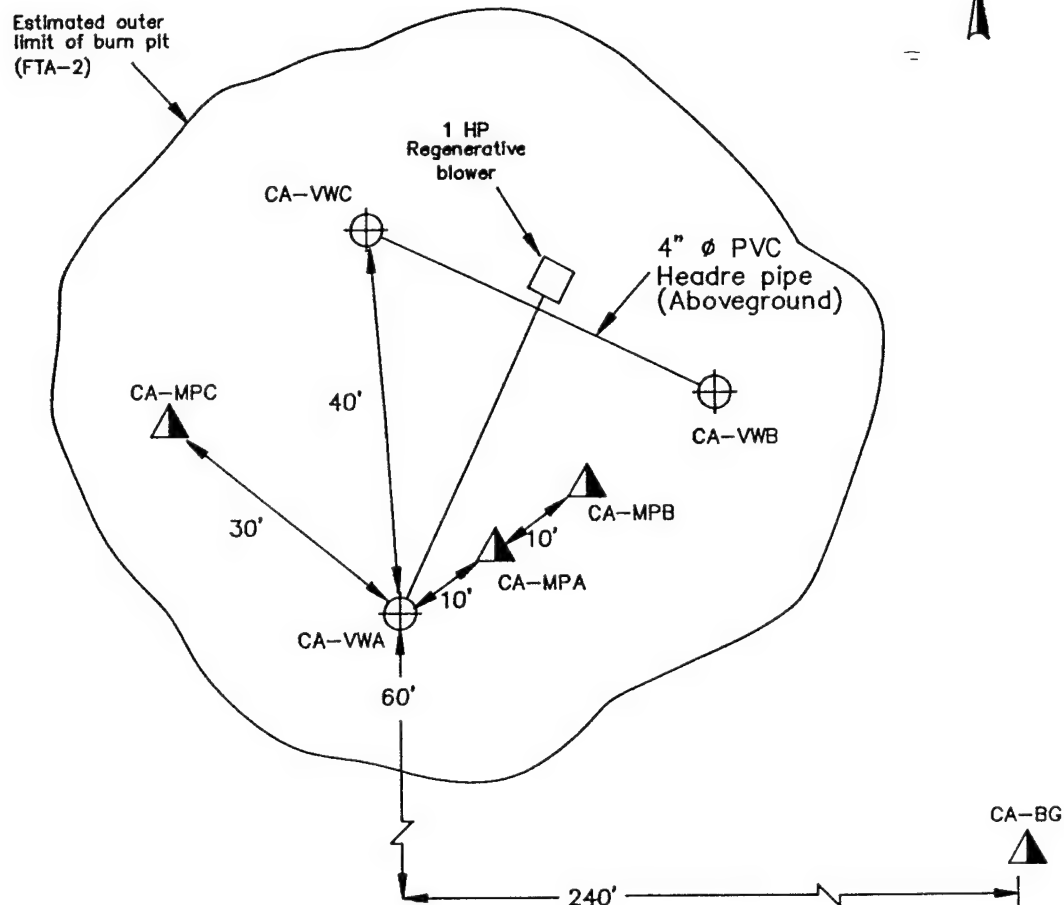 Estimated outer
limit of burn pit
(FTA-2)
1 HP
Regenerative
blower
CA-VWC
4" ø PVC
Headre pipe
(Aboveground)
CA-MPC
40'
CA-VWB
CA-MPB
30'
10'
CA-MPA
10'
CA-VWA
60'
CA-BG
240'